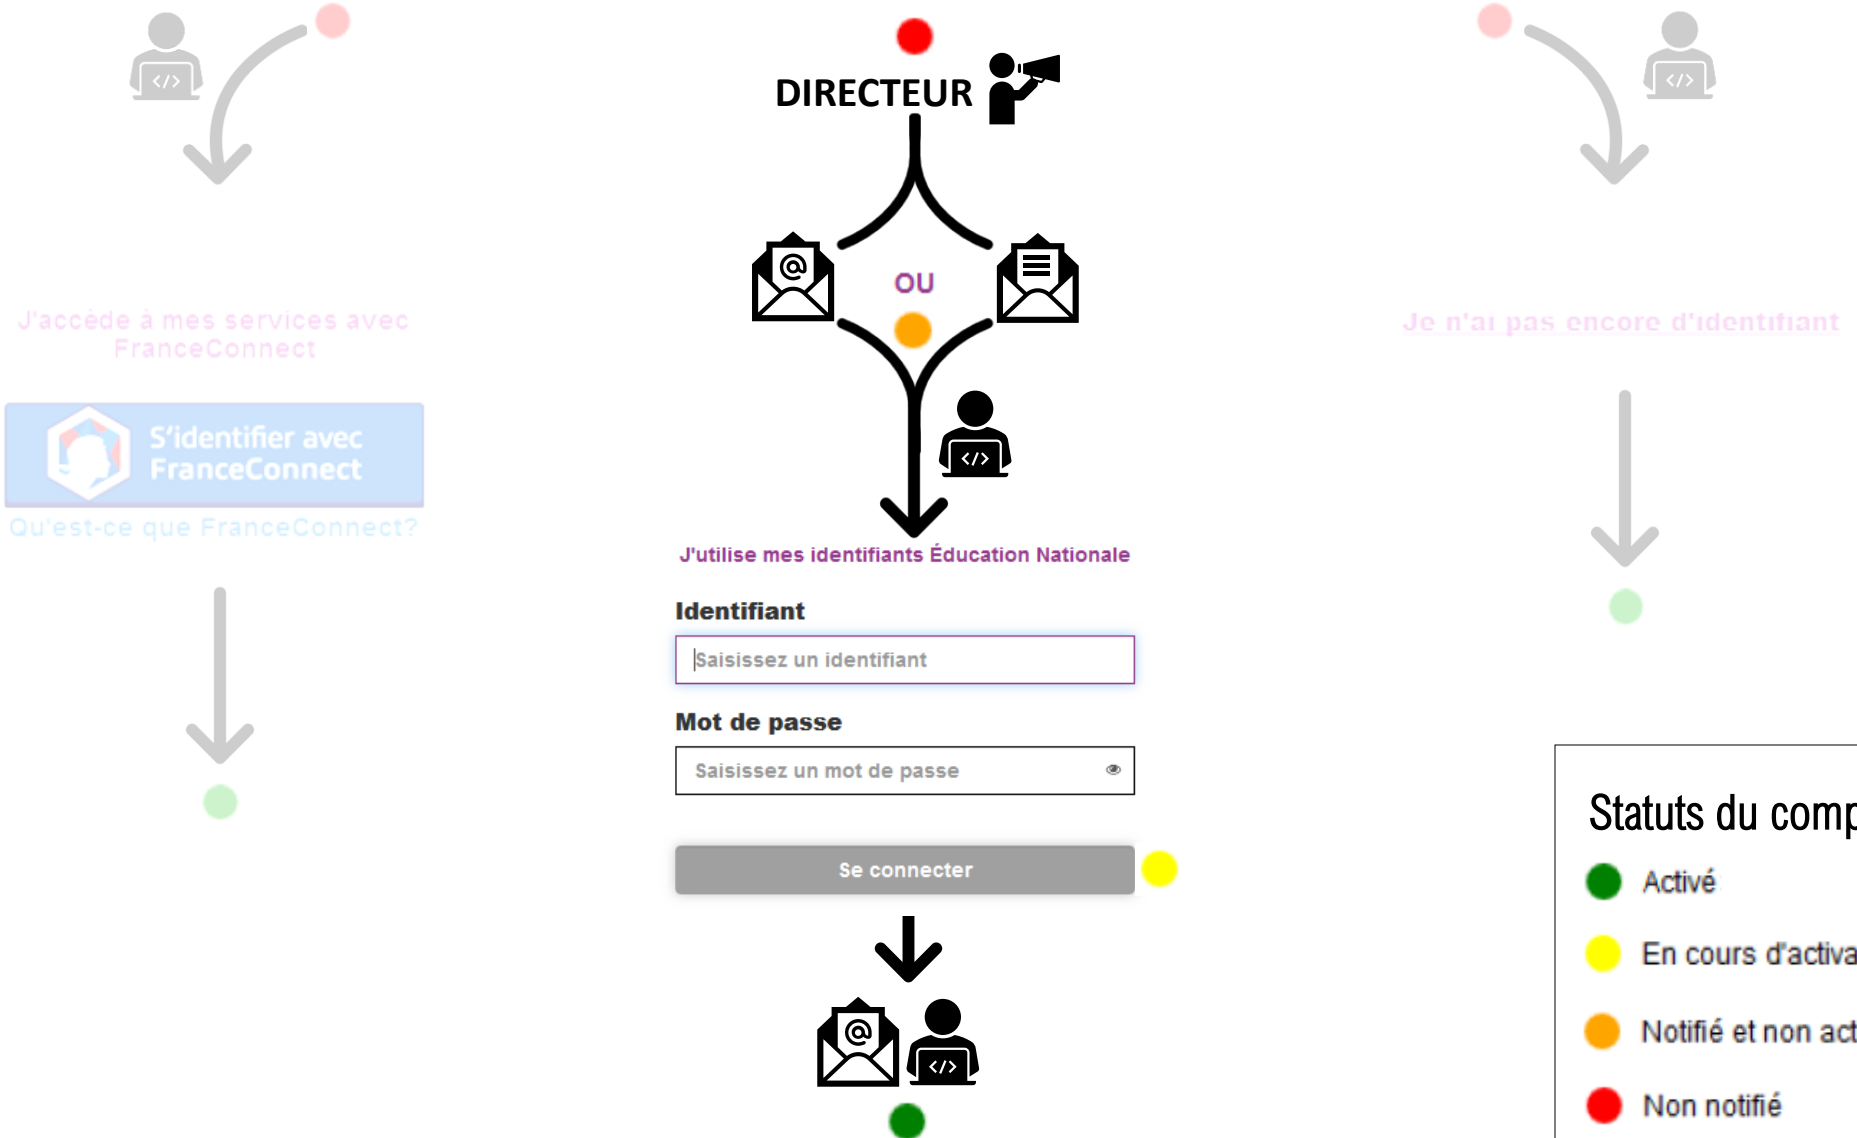 DIRECTEUR
@
OU
J'accède à mes services avec
FranceConnect
S'identifier avec
FranceConnect
Qu'est-ce que FranceConnect?
</>
</>
J'utilise mes identifiants Éducation Nationale
Identifiant
Saisissez un identifiant
Mot de passe
Saisissez un mot de passe
Se connecter
@
</>
Je n'ai pas encore d'identifiant
</>
Statuts du comp
Activé
En cours d'activa
Notifié et non act
Non notifié